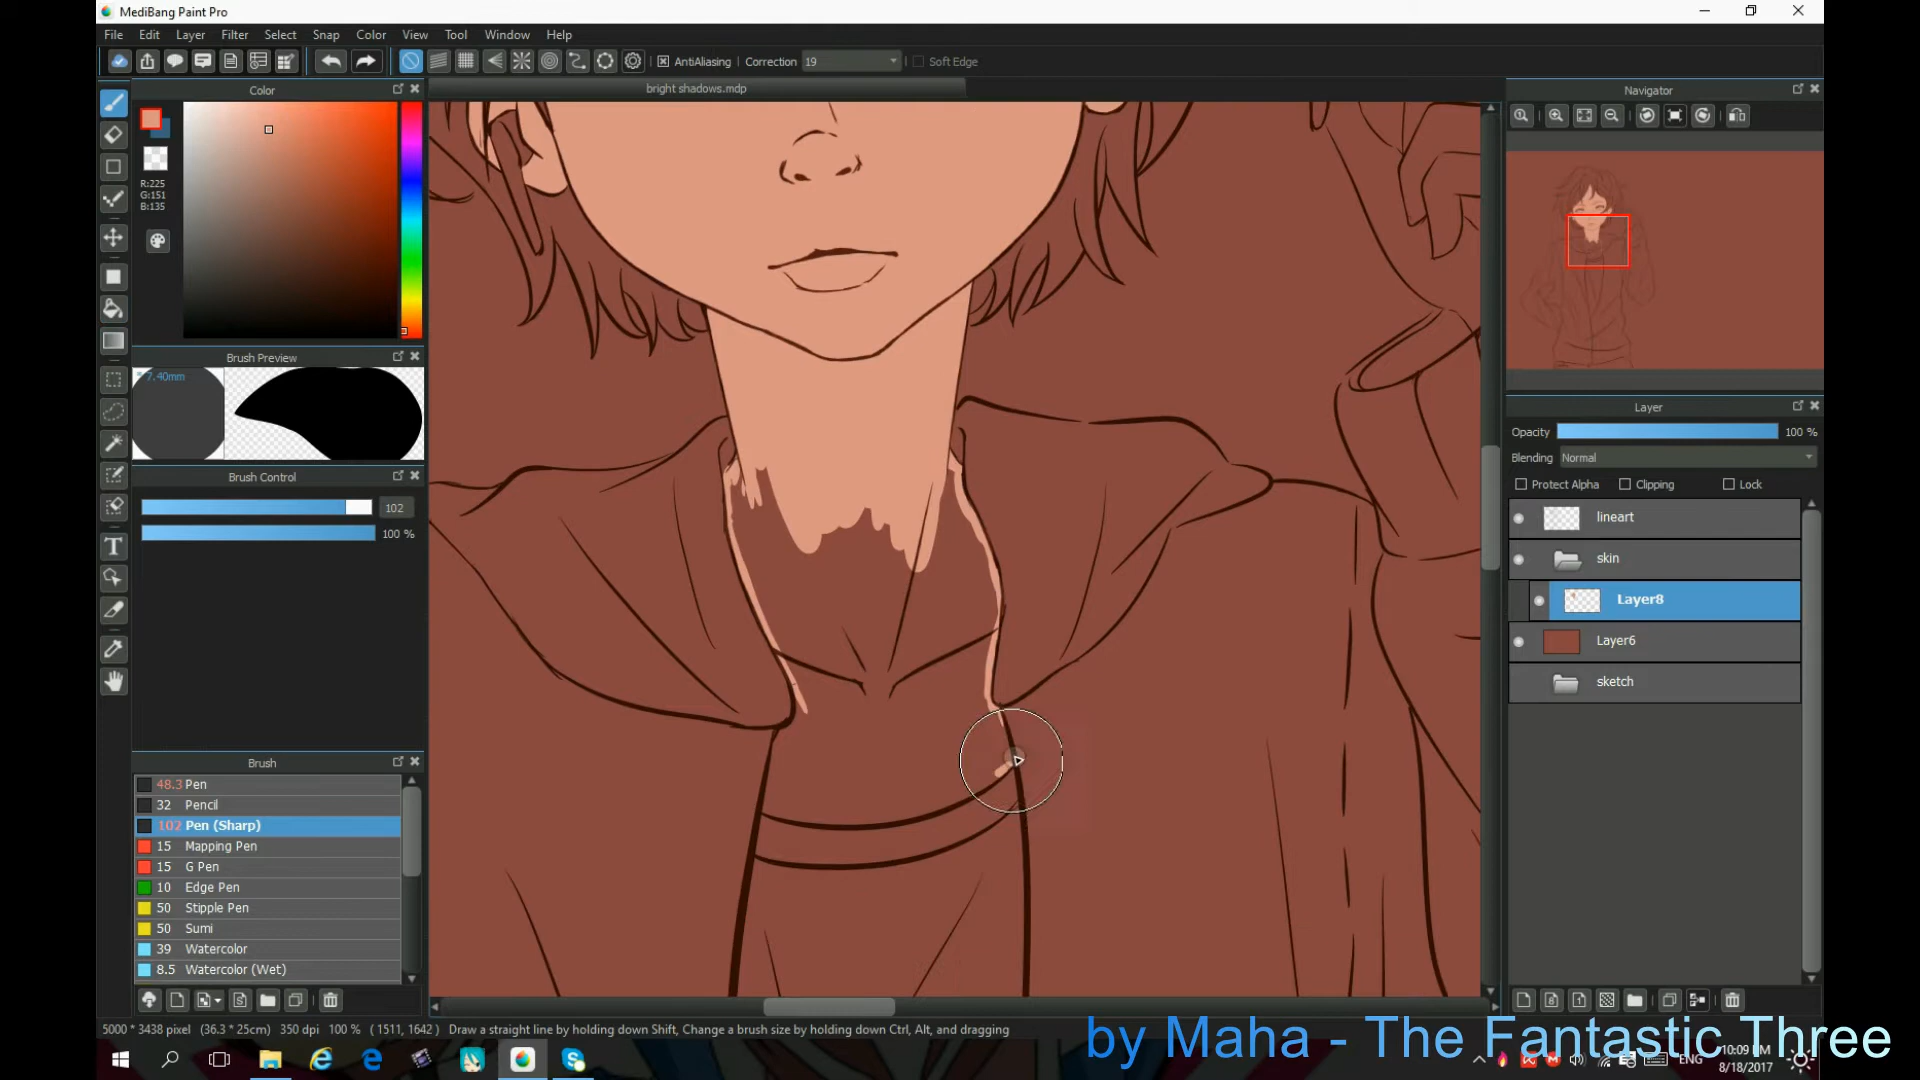 MediBang Paint Pro
File Edit Layer Filter Select Snap Color View Tool Window Help
AntiAliasing Correction 19 Soft Edge
Color
bright shadows.mdp
Navigator
R:225
G:151
B:135
Brush Preview
7.40mm
Brush Control
102
100 %
Layer
Opacity 100 %
Blending Normal
Protect Alpha Clipping Lock
lineart
skin
Layer8
Layer6
sketch
Brush
48.3 Pen
32 Pencil
102 Pen (Sharp)
15 Mapping Pen
15 G Pen
10 Edge Pen
50 Stipple Pen
50 Sumi
39 Watercolor
8.5 Watercolor (Wet)
5000 * 3438 pixel (36.3 * 25cm) 350 dpi 100 % ( 1511, 1642 ) Draw a straight line by holding down Shift, Change a brush size by holding down Ctrl, Alt, and dragging
by Maha - The Fantastic Three
ENG
10:09 PM
8/18/2017